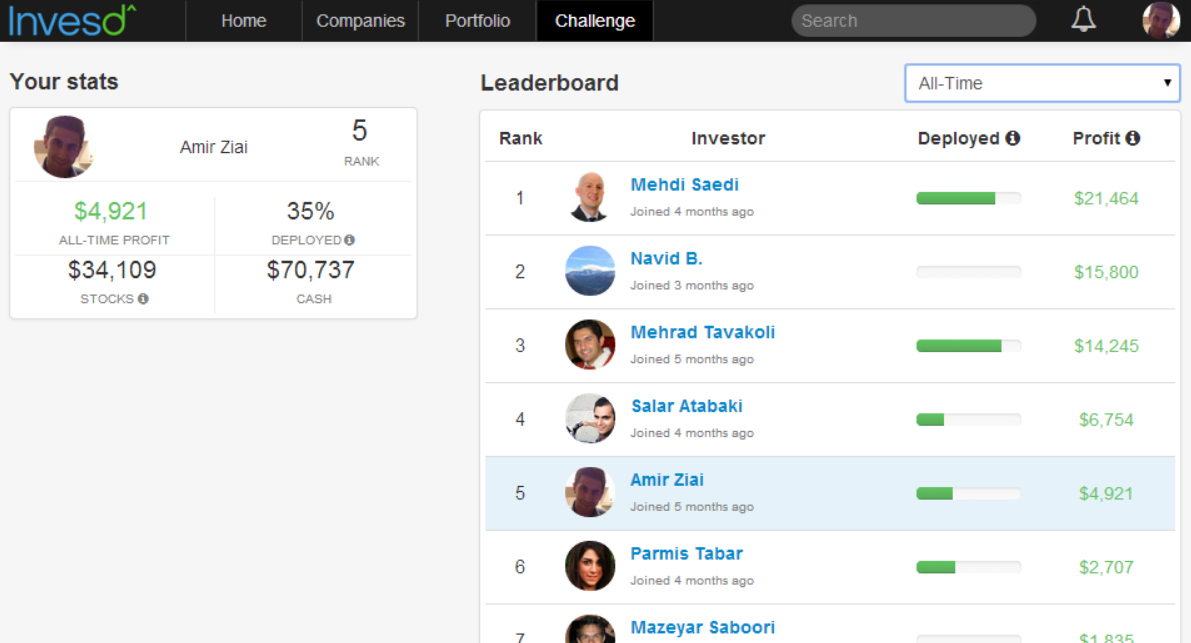 Invesd^
Home
Companies
Portfolio
Challenge
Search
Your stats
Amir Ziai
5
RANK
$4,921
ALL-TIME PROFIT
35%
DEPLOYED
$34,109
STOCKS
$70,737
CASH
Leaderboard
All-Time
Rank Investor Deployed Profit
1 Mehdi Saedi $21,464
Joined 4 months ago
2 Navid B. $15,800
Joined 3 months ago
3 Mehrad Tavakoli $14,245
Joined 5 months ago
4 Salar Atabaki $6,754
Joined 4 months ago
5 Amir Ziai $4,921
Joined 5 months ago
6 Parmis Tabar $2,707
Joined 4 months ago
7 Mazeyar Saboori $1,835